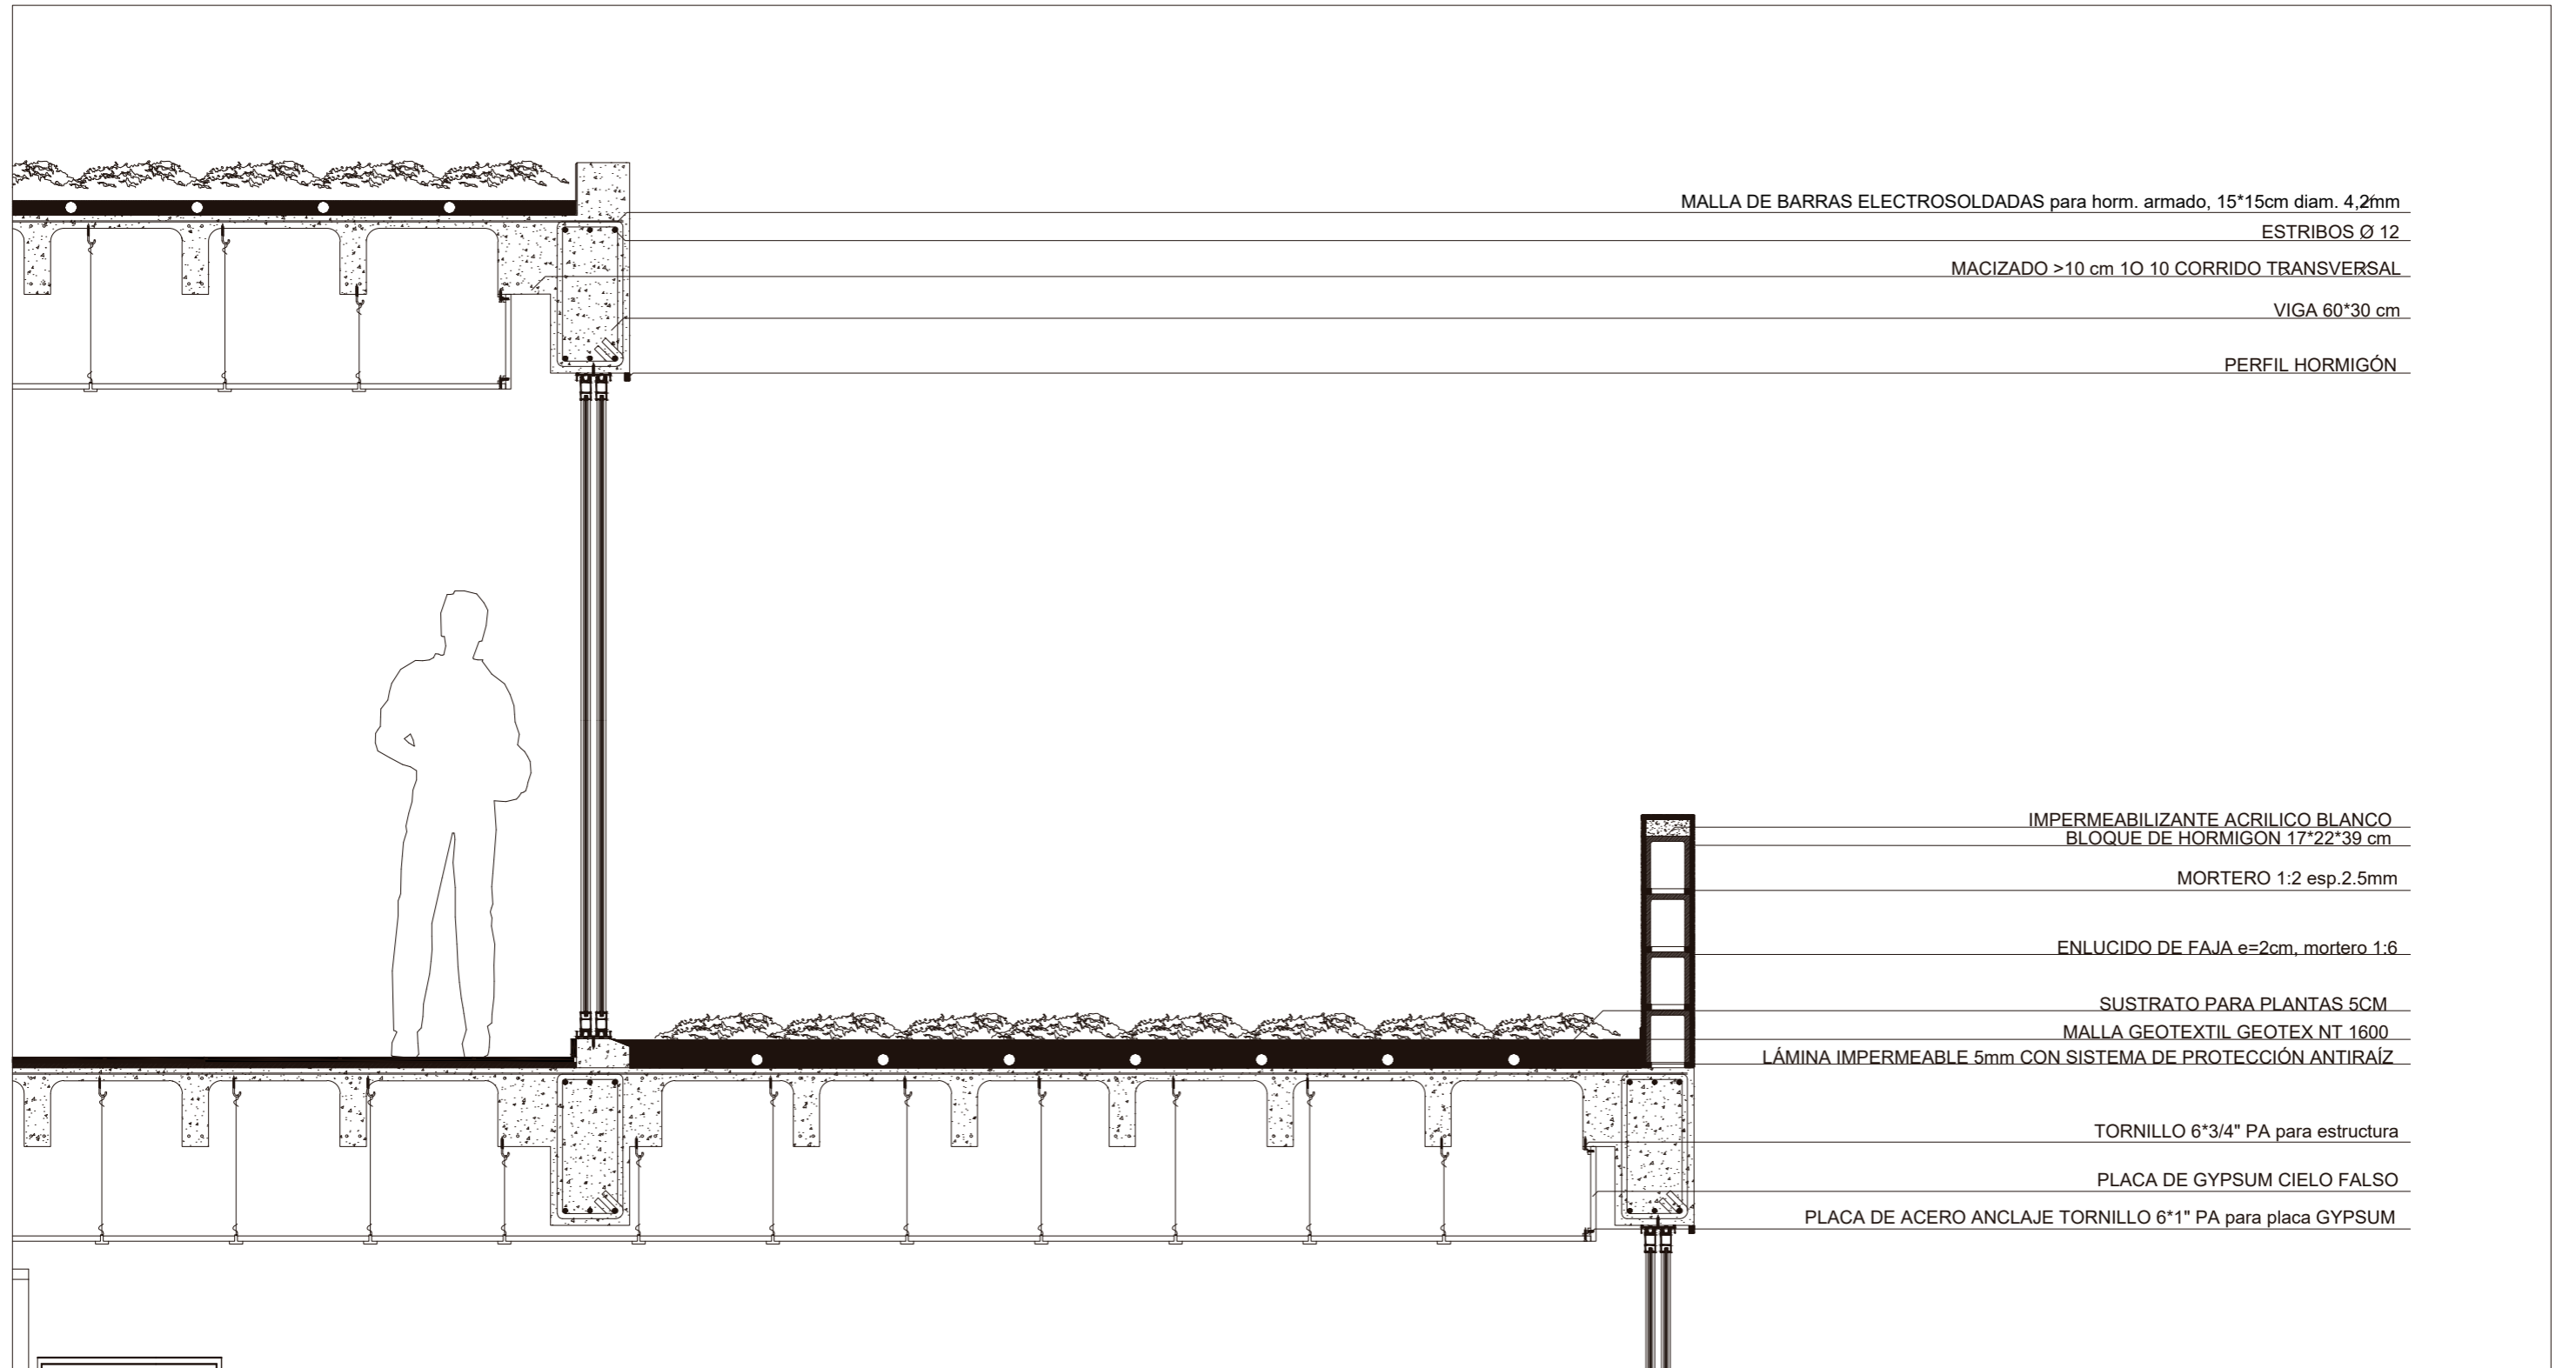 MALLA DE BARRAS ELECTROSOLDADAS para horm. armado, 15*15cm diam. 4,2mm
ESTRIBOS Ø 12
MACIZADO >10 cm 1O 10 CORRIDO TRANSVERSAL
VIGA 60*30 cm
PERFIL HORMIGÓN
IMPERMEABILIZANTE ACRILICO BLANCO
BLOQUE DE HORMIGON 17*22*39 cm
MORTERO 1:2 esp.2.5mm
ENLUCIDO DE FAJA e=2cm, mortero 1:6
SUSTRATO PARA PLANTAS 5CM
MALLA GEOTEXTIL GEOTEX NT 1600
LÁMINA IMPERMEABLE 5mm CON SISTEMA DE PROTECCIÓN ANTIRAÍZ
TORNILLO 6*3/4" PA para estructura
PLACA DE GYPSUM CIELO FALSO
PLACA DE ACERO ANCLAJE TORNILLO 6*1" PA para placa GYPSUM